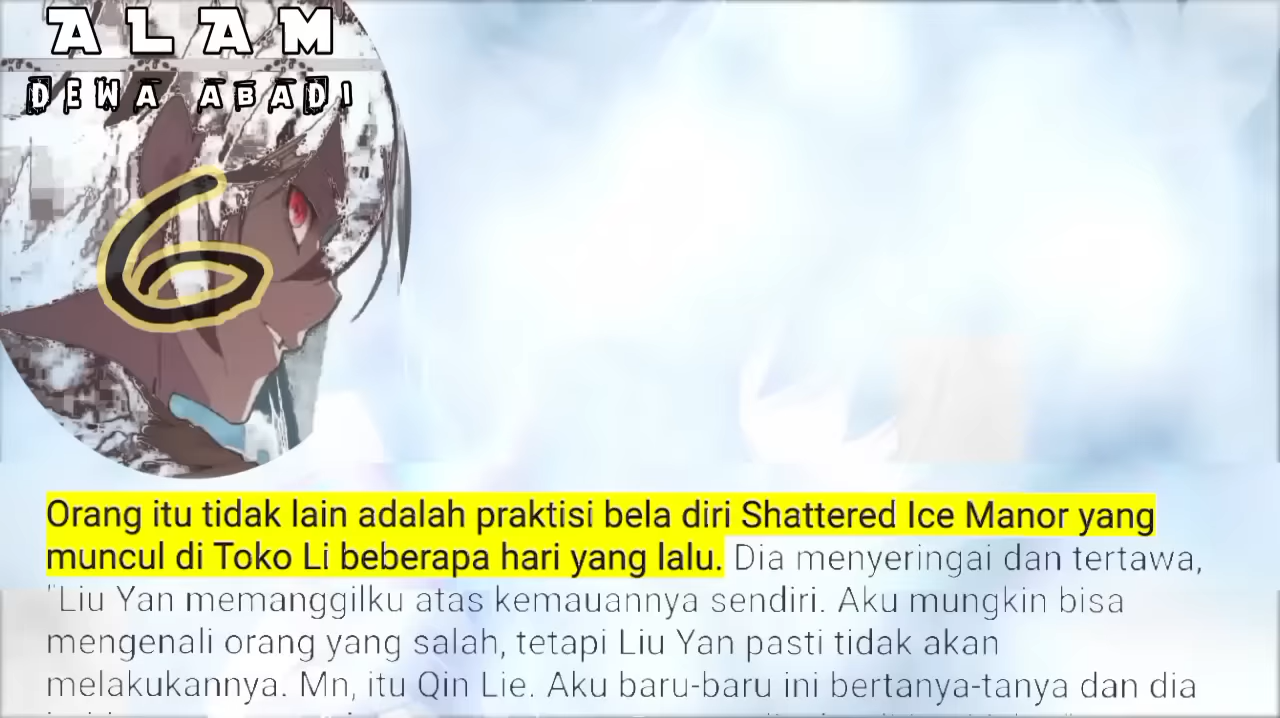 ALAM
DEWA ABADI
6
Orang itu tidak lain adalah praktisi bela diri Shattered Ice Manor yang
muncul di Toko Li beberapa hari yang lalu. Dia menyeringai dan tertawa,
"Liu Yan memanggilku atas kemauannya sendiri. Aku mungkin bisa
mengenali orang yang salah, tetapi Liu Yan pasti tidak akan
melakukannya. Mn, itu Qin Lie. Aku baru-baru ini bertanya-tanya dan dia